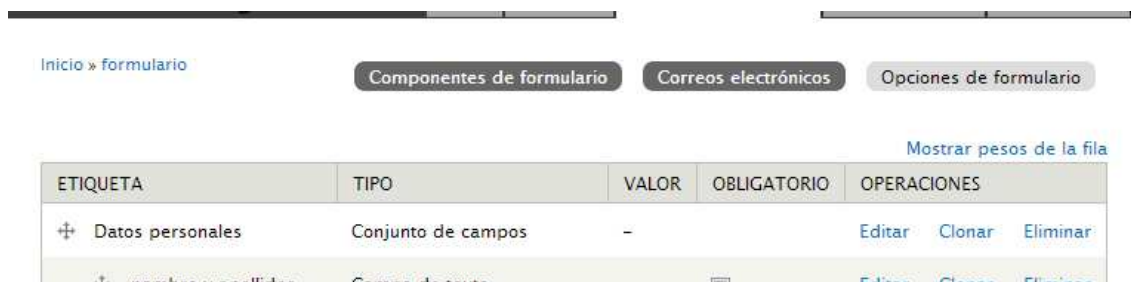 Inicio » formulario
Componentes de formulario Correos electrónicos Opciones de formulario
Mostrar pesos de la fila
ETIQUETA TIPO VALOR OBLIGATORIO OPERACIONES
Datos personales Conjunto de campos – Editar Clonar Eliminar